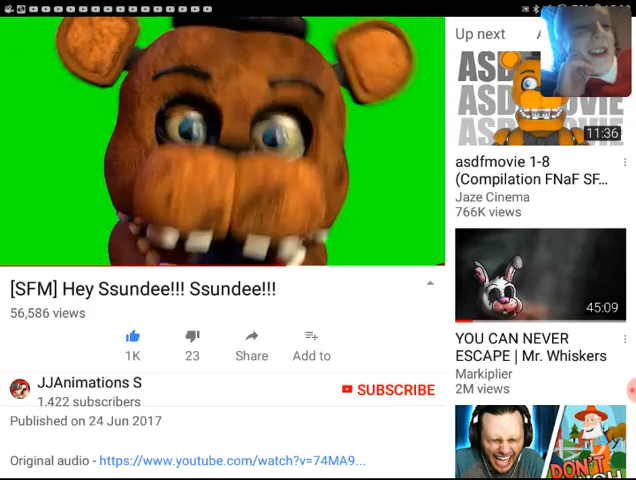 Up next
ASD
ASD
ASD
MOVIE
11:36
asdfmovie 1-8
(Compilation FNaF SF...
Jaze Cinema
766K views
[SFM] Hey Ssundee!!! Ssundee!!!
56,586 views
1K
23
Share
Add to
45:09
YOU CAN NEVER
ESCAPE | Mr. Whiskers
Markiplier
2M views
JJAnimations S
1.422 subscribers
SUBSCRIBE
Published on 24 Jun 2017
Original audio - https://www.youtube.com/watch?v=74MA9...
DON'T